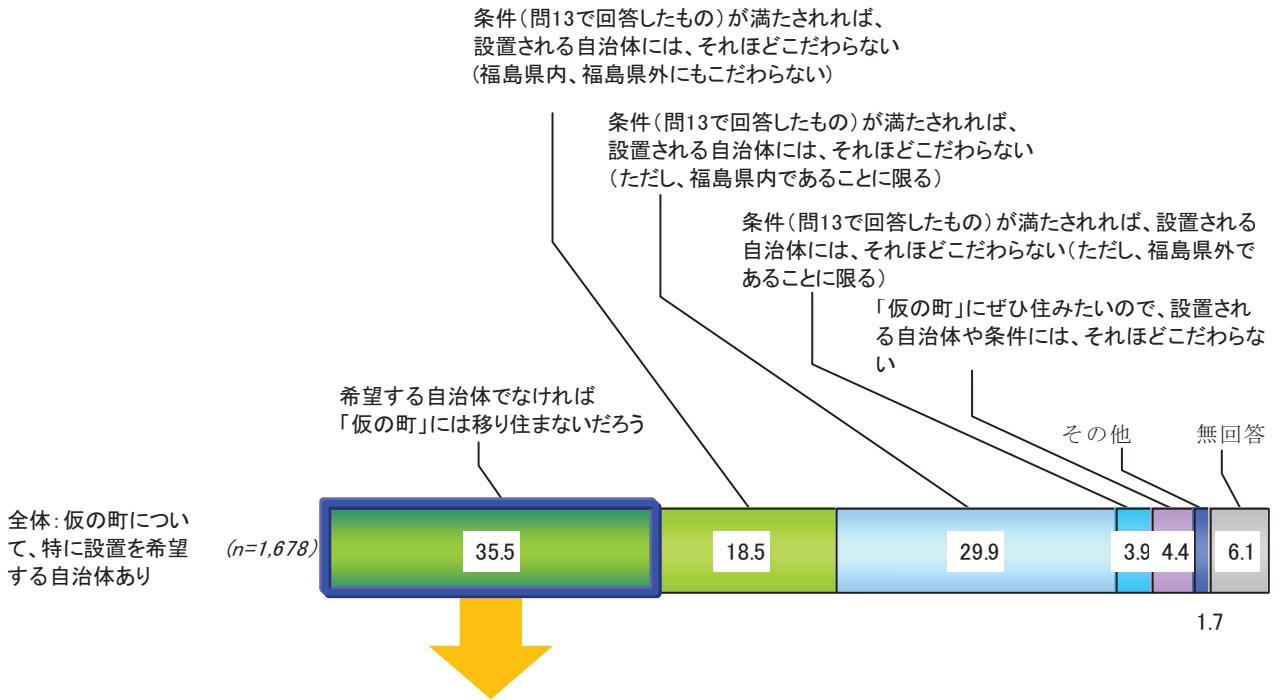 条件（問13で回答したもの）が満たされれば、
設置される自治体には、それほどこだわらない
（福島県内、福島県外にもこだわらない）
条件（問13で回答したもの）が満たされれば、
設置される自治体には、それほどこだわらない
（ただし、福島県内であることに限る）
条件（問13で回答したもの）が満たされれば、設置される
自治体には、それほどこだわらない（ただし、福島県外で
あることに限る）
「仮の町」にぜひ住みたいので、設置され
る自治体や条件には、それほどこだわらな
い
希望する自治体でなければ
「仮の町」には移り住まないだろう
その他
無回答
全体：仮の町につい
て、特に設置を希望
する自治体あり
(n=1,678)
35.5
18.5
29.9
3.9
4.4
6.1
1.7